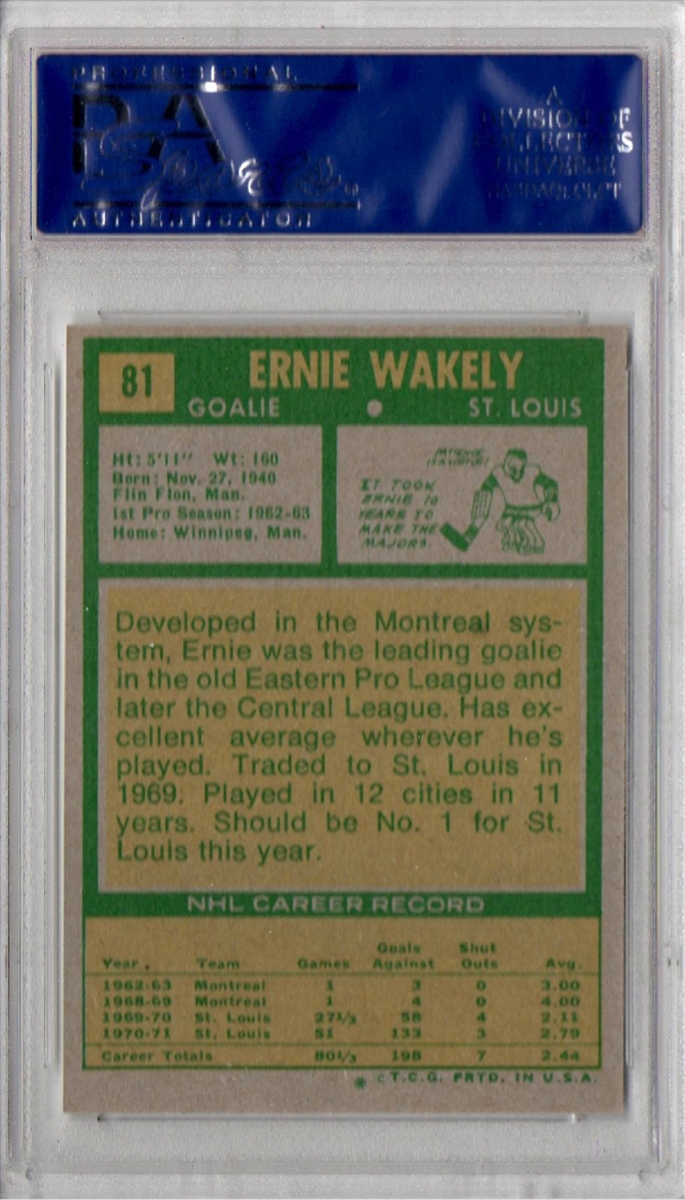 PROFESSIONAL
PSA
Sports
AUTHENTICATOR
A
DIVISION OF
COLLECTORS
UNIVERSE
NASDAQ: CLCT
81
ERNIE WAKELY
GOALIE ● ST. LOUIS
Ht: 5'11" Wt: 160
Born: Nov. 27, 1940
Flin Flon, Man.
1st Pro Season: 1962-63
Home: Winnipeg, Man.
PATIENCE
IS A VIRTUE!
IT TOOK
ERNIE 10
YEARS TO
MAKE THE
MAJORS.
Developed in the Montreal sys-
tem, Ernie was the leading goalie
in the old Eastern Pro League and
later the Central League. Has ex-
cellent average wherever he's
played. Traded to St. Louis in
1969. Played in 12 cities in 11
years. Should be No. 1 for St.
Louis this year.
NHL CAREER RECORD
Year Team Games Goals Against Shut Outs Avg.
1962-63 Montreal 1 3 0 3.00
1968-69 Montreal 1 4 0 4.00
1969-70 St. Louis 27⅓ 58 4 2.11
1970-71 St. Louis 51 133 3 2.79
Career Totals 80⅓ 198 7 2.44
* © T.C.G. PRTD. IN U.S.A.